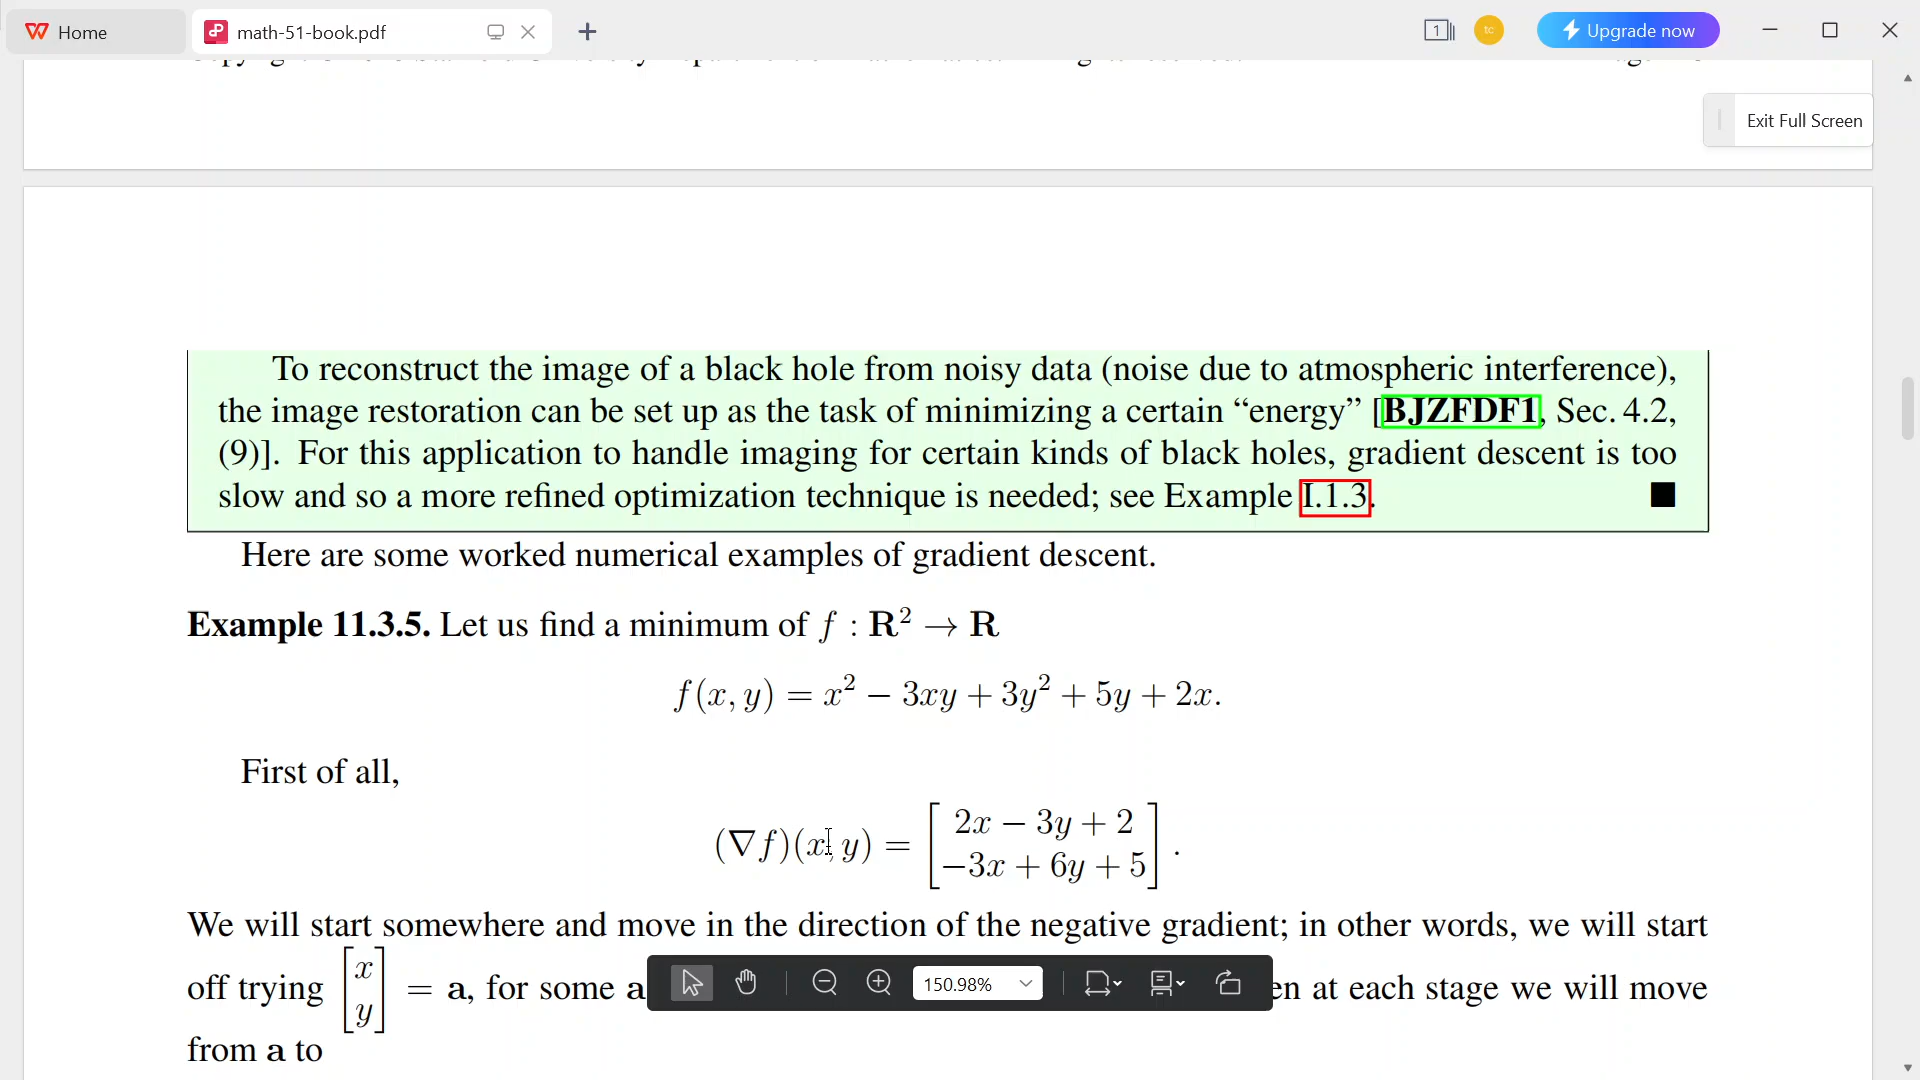 Home
math-51-book.pdf
1
tc
Upgrade now
Exit Full Screen
To reconstruct the image of a black hole from noisy data (noise due to atmospheric interference),
the image restoration can be set up as the task of minimizing a certain “energy” [BJZFDF1, Sec. 4.2,
(9)]. For this application to handle imaging for certain kinds of black holes, gradient descent is too
slow and so a more refined optimization technique is needed; see Example I.1.3. ■
Here are some worked numerical examples of gradient descent.
Example 11.3.5. Let us find a minimum of f : R² → R
f(x, y) = x² − 3xy + 3y² + 5y + 2x.
First of all,
(∇f)(x, y) = [2x − 3y + 2
−3x + 6y + 5].
We will start somewhere and move in the direction of the negative gradient; in other words, we will start
off trying [x
y] = a, for some a en at each stage we will move
150.98%
from a to